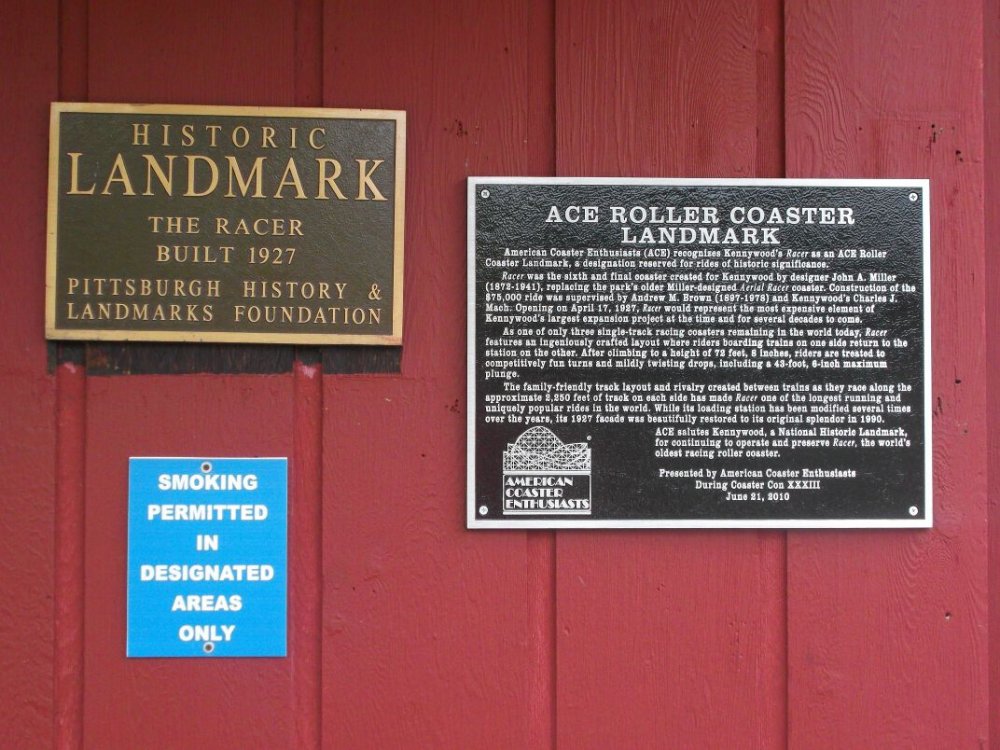 HISTORIC
LANDMARK
THE RACER
BUILT 1927
PITTSBURGH HISTORY &
LANDMARKS FOUNDATION
SMOKING
PERMITTED
IN
DESIGNATED
AREAS
ONLY
ACE ROLLER COASTER
LANDMARK
American Coaster Enthusiasts (ACE) recognizes Kennywood's Racer as an ACE Roller
Coaster Landmark, a designation reserved for rides of historic significance.
Racer was the sixth and final coaster created for Kennywood by designer John A. Miller
(1872-1941), replacing the park's older Miller-designed Aerial Racer coaster. Construction of the
$75,000 ride was supervised by Andrew M. Brown (1897-1978) and Kennywood's Charles J.
Mach. Opening on April 17, 1927, Racer would represent the most expensive element of
Kennywood's largest expansion project at the time and for several decades to come.
As one of only three single-track racing coasters remaining in the world today, Racer
features an ingeniously crafted layout where riders boarding trains on one side return to the
station on the other. After climbing to a height of 72 feet, 6 inches, riders are treated to
competitively fun turns and mildly twisting drops, including a 43-foot, 6-inch maximum
plunge.
The family-friendly track layout and rivalry created between trains as they race along the
approximate 2,250 feet of track on each side has made Racer one of the longest running and
uniquely popular rides in the world. While its loading station has been modified several times
over the years, its 1927 facade was beautifully restored to its original splendor in 1990.
ACE salutes Kennywood, a National Historic Landmark,
for continuing to operate and preserve Racer, the world's
oldest racing roller coaster.
Presented by American Coaster Enthusiasts
During Coaster Con XXXIII
June 21, 2010
AMERICAN
COASTER
ENTHUSIASTS
®